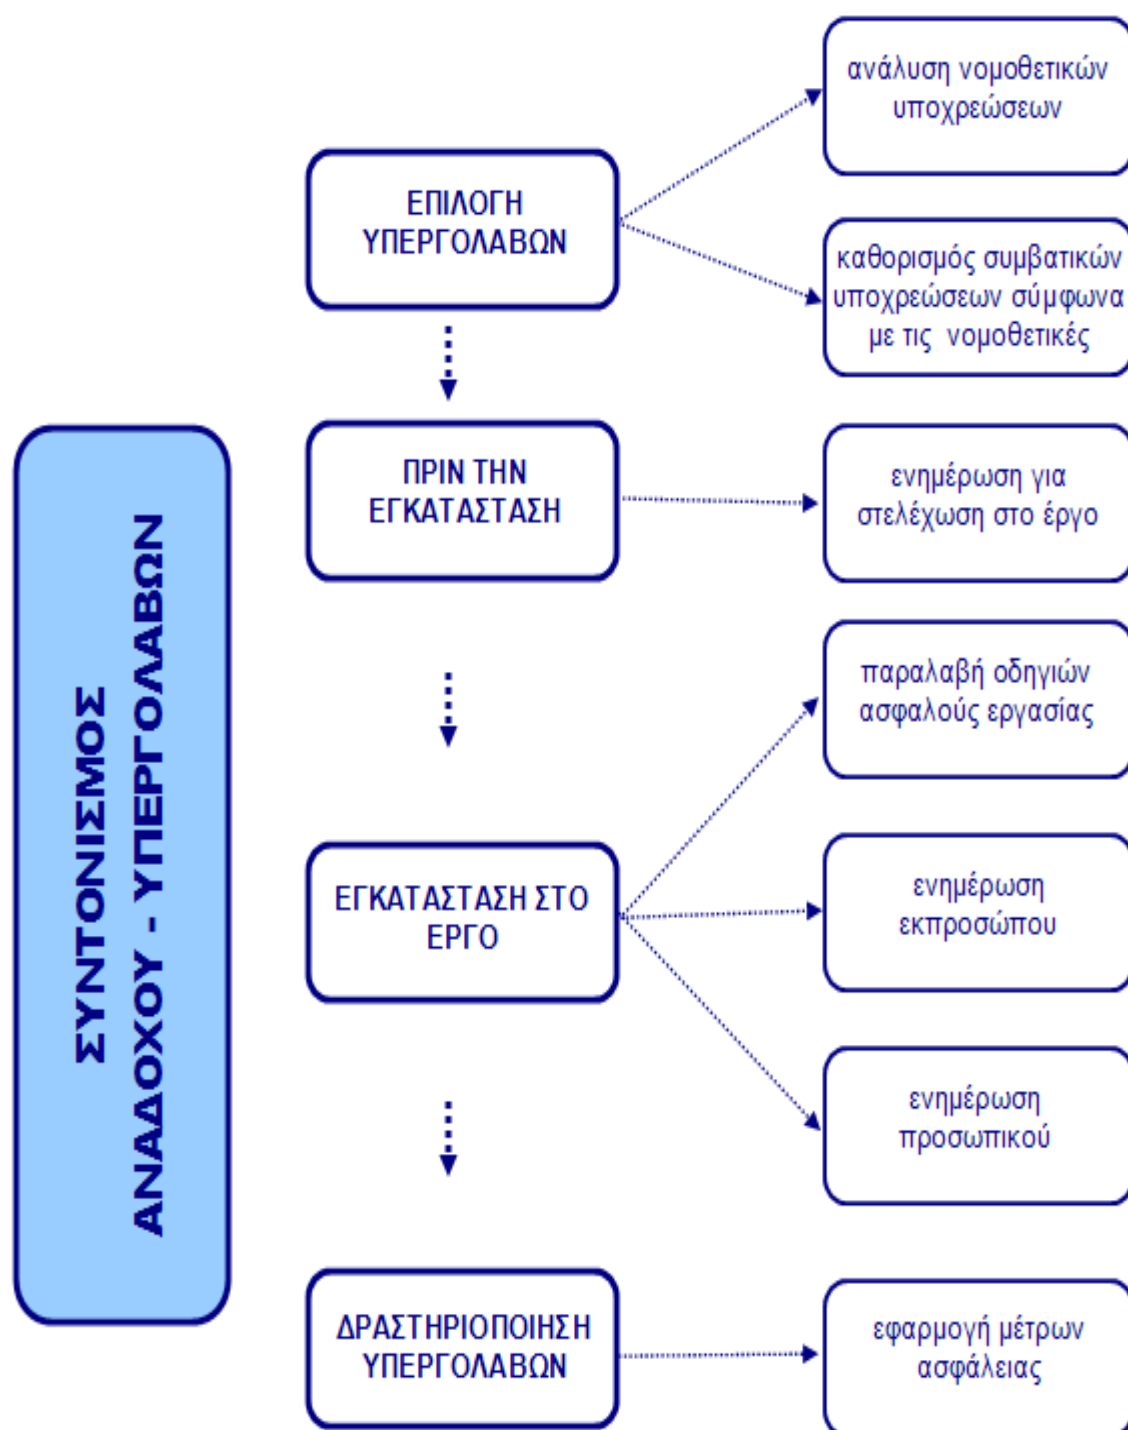 ΣΥΝΤΟΝΙΣΜΟΣ
ΑΝΑΔΟΧΟΥ - ΥΠΕΡΓΟΛΑΒΩΝ
ΕΠΙΛΟΓΗ
ΥΠΕΡΓΟΛΑΒΩΝ
ανάλυση νομοθετικών
υποχρεώσεων
καθορισμός συμβατικών
υποχρεώσεων σύμφωνα
με τις νομοθετικές
ΠΡΙΝ ΤΗΝ
ΕΓΚΑΤΑΣΤΑΣΗ
ενημέρωση για
στελέχωση στο έργο
ΕΓΚΑΤΑΣΤΑΣΗ ΣΤΟ
ΕΡΓΟ
παραλαβή οδηγιών
ασφαλούς εργασίας
ενημέρωση
εκπροσώπου
ενημέρωση
προσωπικού
ΔΡΑΣΤΗΡΙΟΠΟΙΗΣΗ
ΥΠΕΡΓΟΛΑΒΩΝ
εφαρμογή μέτρων
ασφάλειας